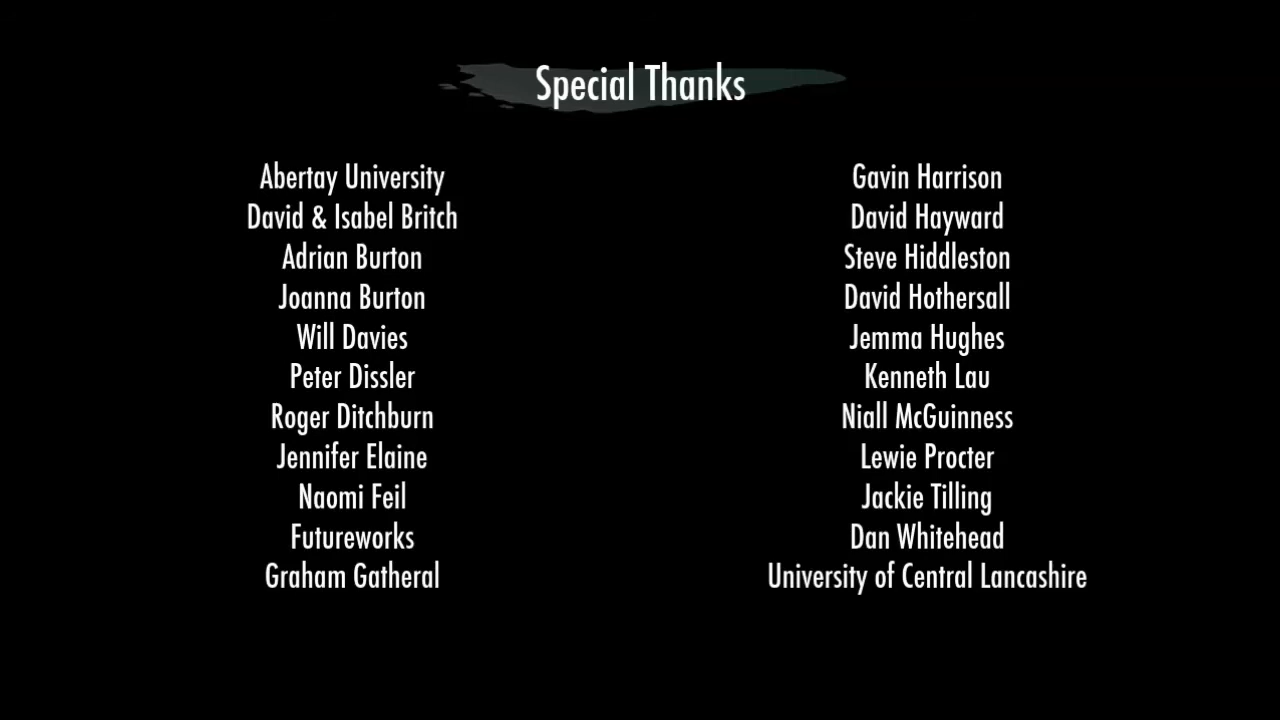 Special Thanks
Abertay University
David & Isabel Britch
Adrian Burton
Joanna Burton
Will Davies
Peter Dissler
Roger Ditchburn
Jennifer Elaine
Naomi Feil
Futureworks
Graham Gatheral
Gavin Harrison
David Hayward
Steve Hiddleston
David Hothersall
Jemma Hughes
Kenneth Lau
Niall McGuinness
Lewie Procter
Jackie Tilling
Dan Whitehead
University of Central Lancashire